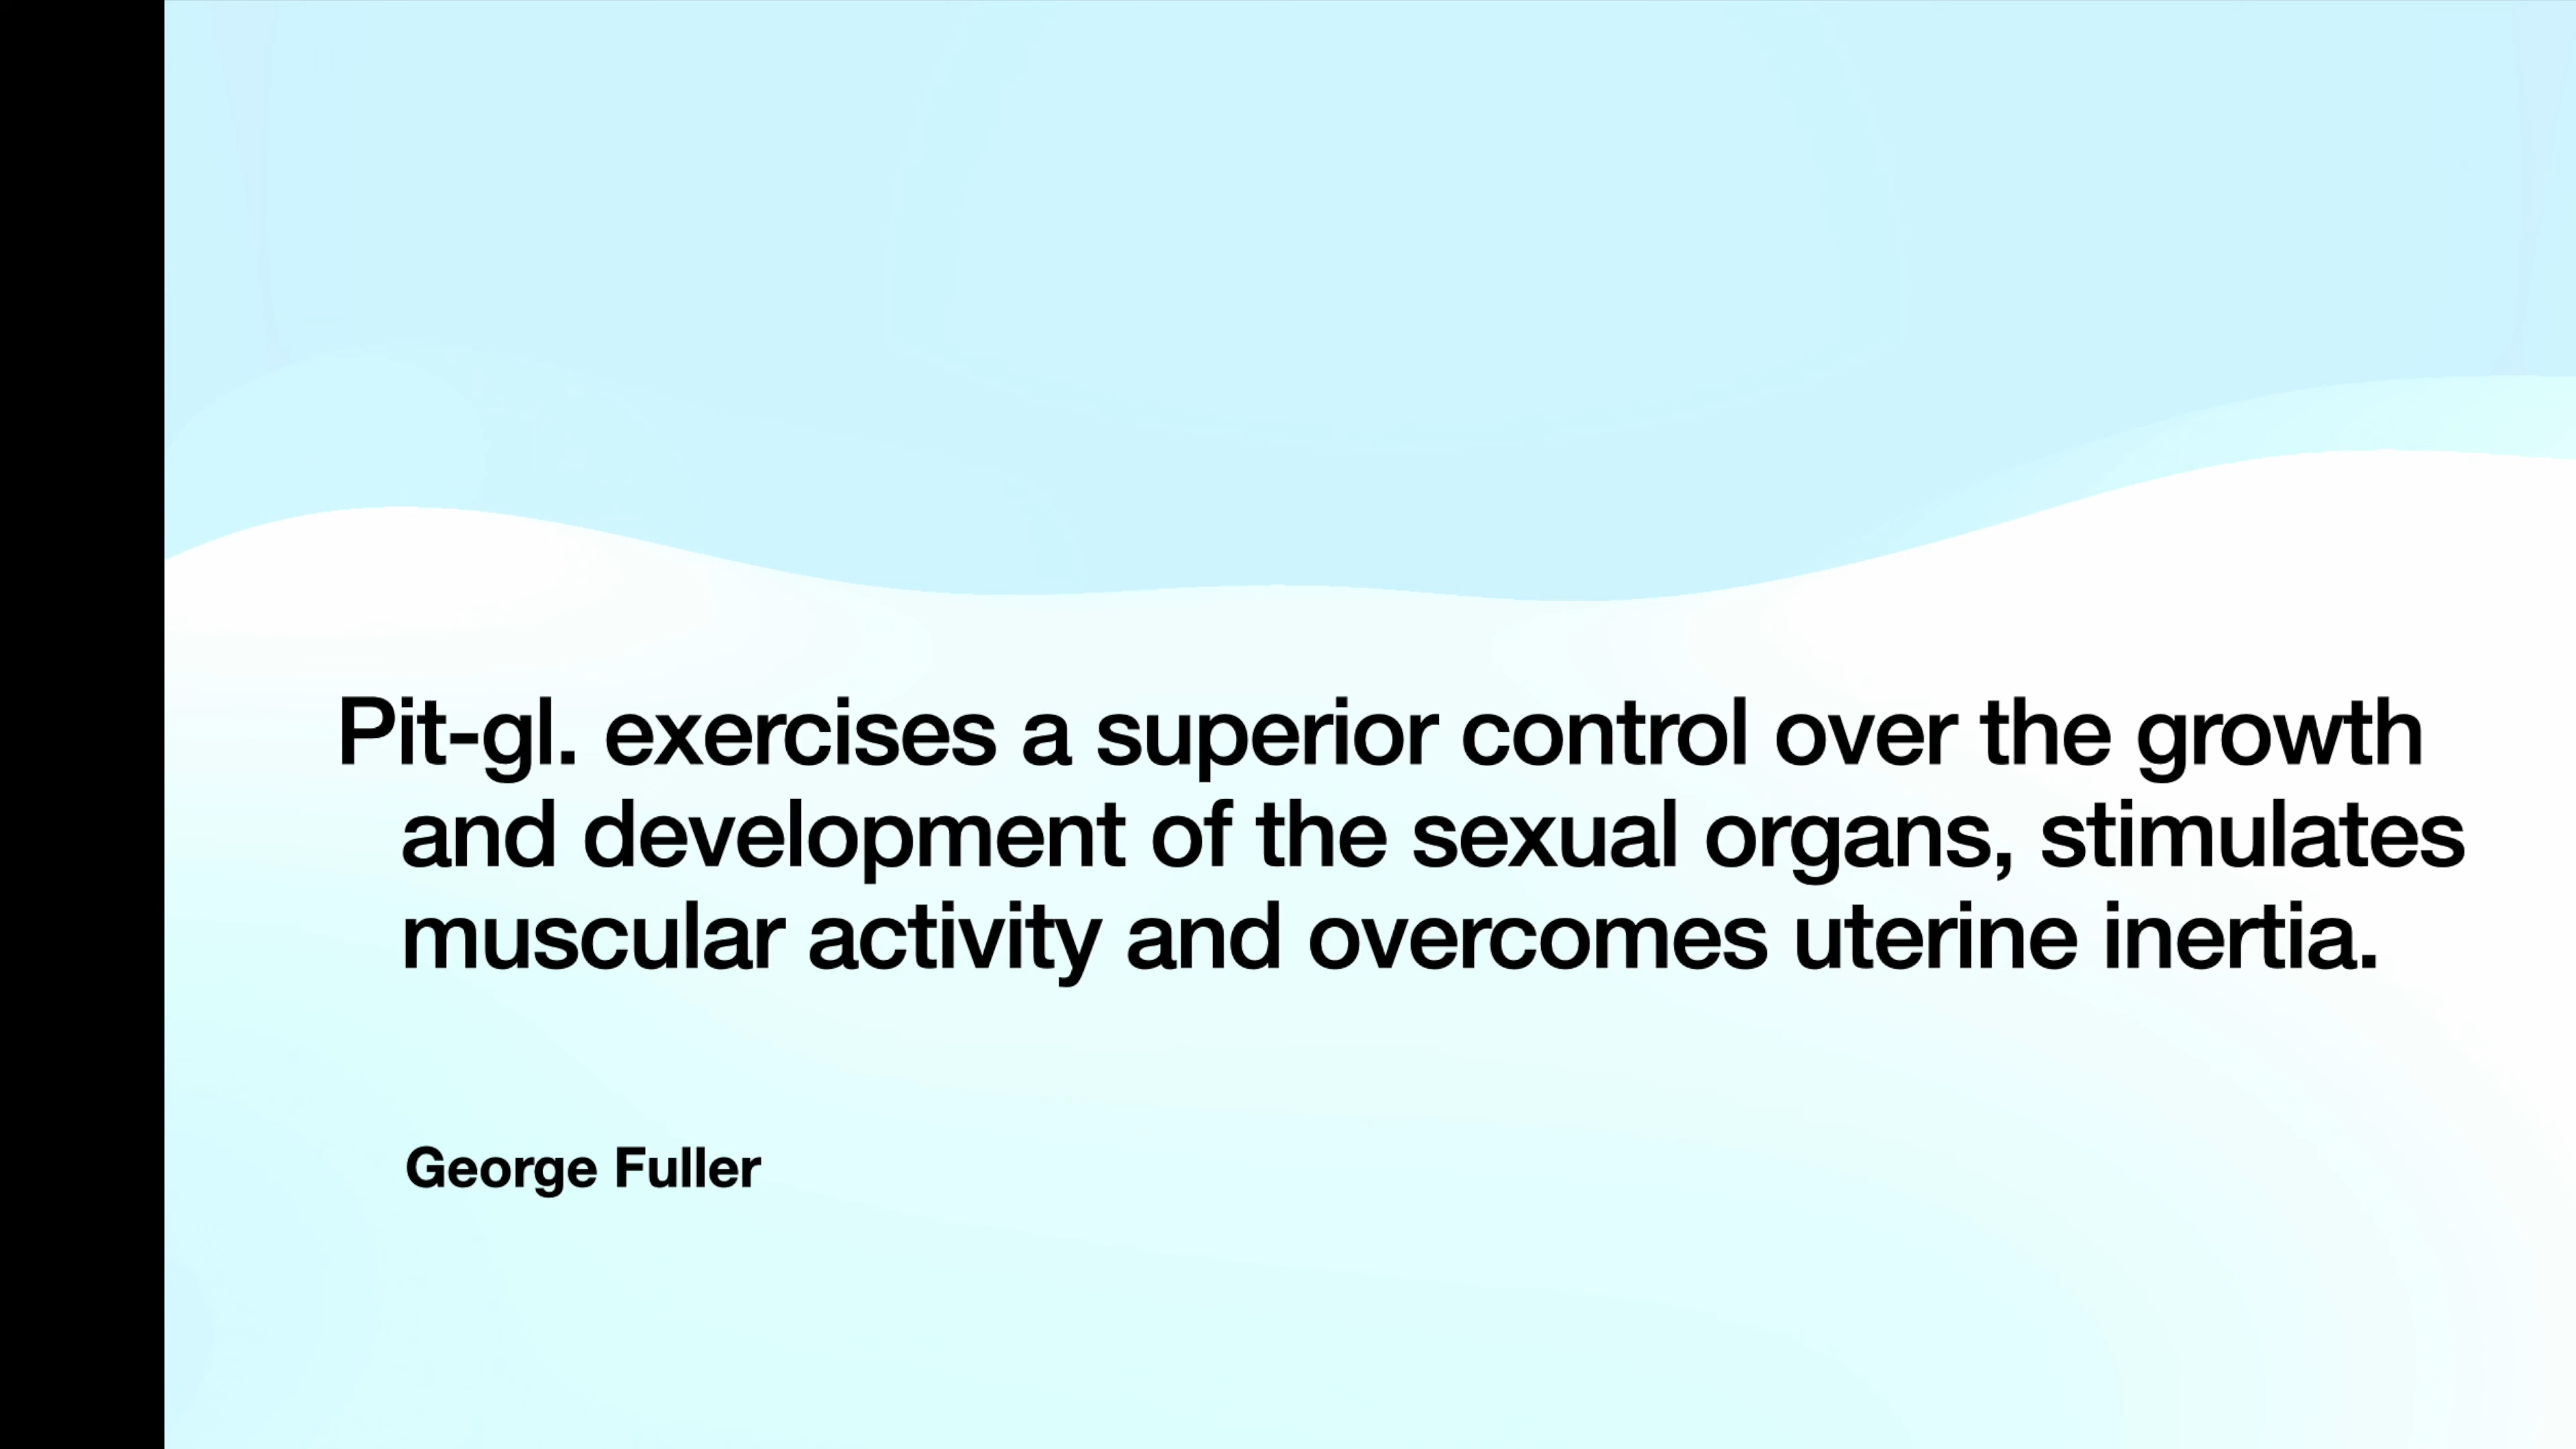 Pit-gl. exercises a superior control over the growth
and development of the sexual organs, stimulates
muscular activity and overcomes uterine inertia.
George Fuller